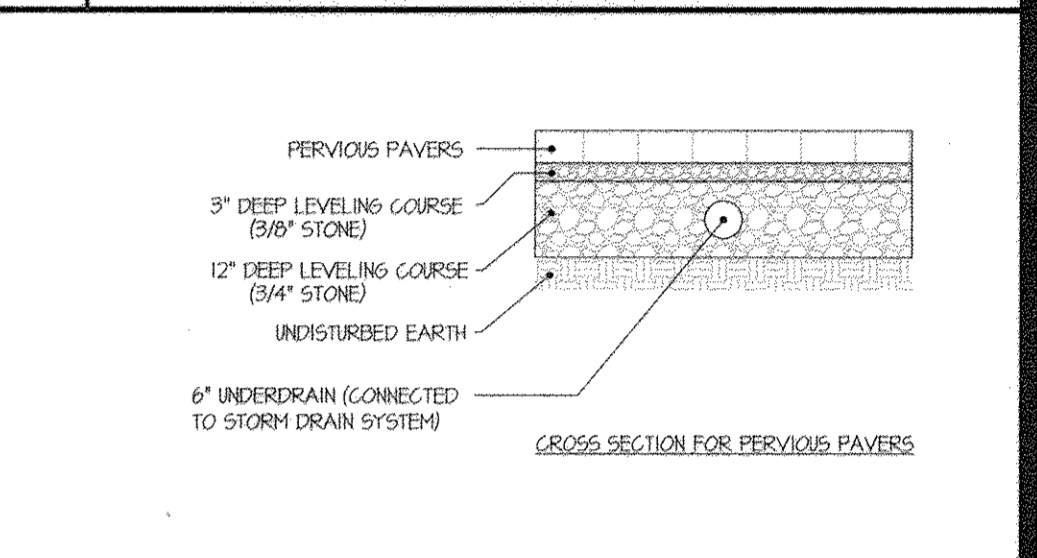 PERVIOUS PAVERS
3" DEEP LEVELING COURSE
(3/8" STONE)
12" DEEP LEVELING COURSE
(3/4" STONE)
UNDISTURBED EARTH
6" UNDERDRAIN (CONNECTED
TO STORM DRAIN SYSTEM)
CROSS SECTION FOR PERVIOUS PAVERS